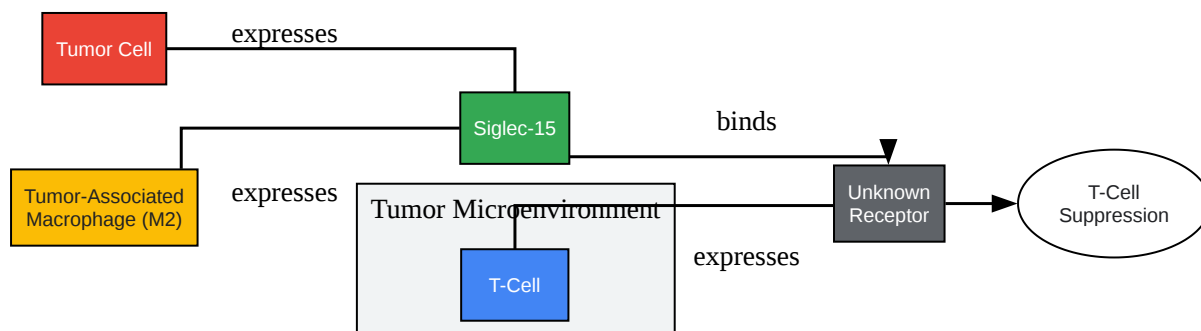 Tumor Cell
expresses
Siglec-15
binds
Tumor-Associated
Macrophage (M2)
expresses
Tumor Microenvironment
Unknown
Receptor
T-Cell
Suppression
expresses
T-Cell